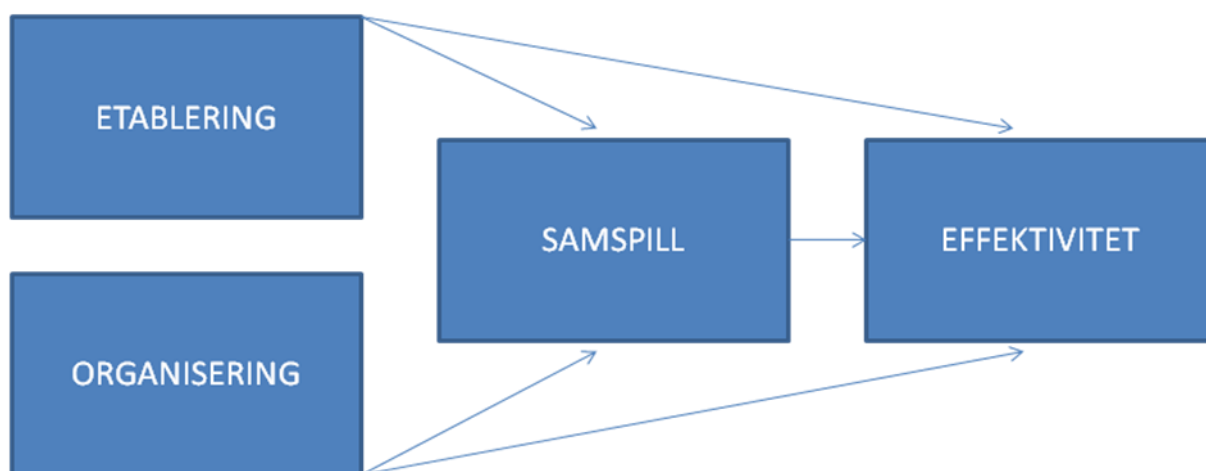 ETABLERING
SAMSPILL
EFFEKTIVITET
ORGANISERING